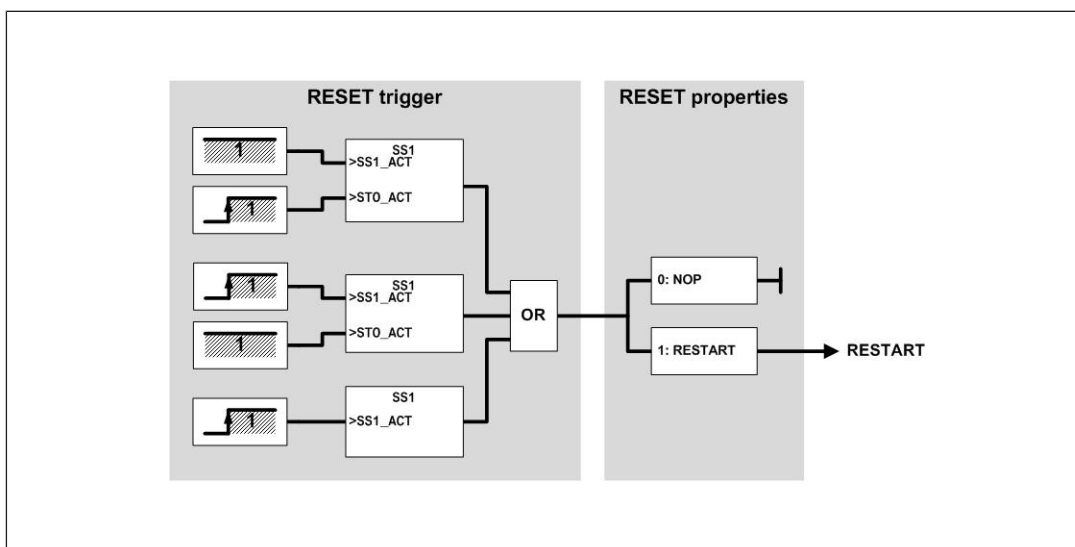 RESET trigger
RESET properties
1
SS1
>SS1_ACT
1
>STO_ACT
1
SS1
>SS1_ACT
1
>STO_ACT
OR
0: NOP
1: RESTART
RESTART
1
SS1
>SS1_ACT